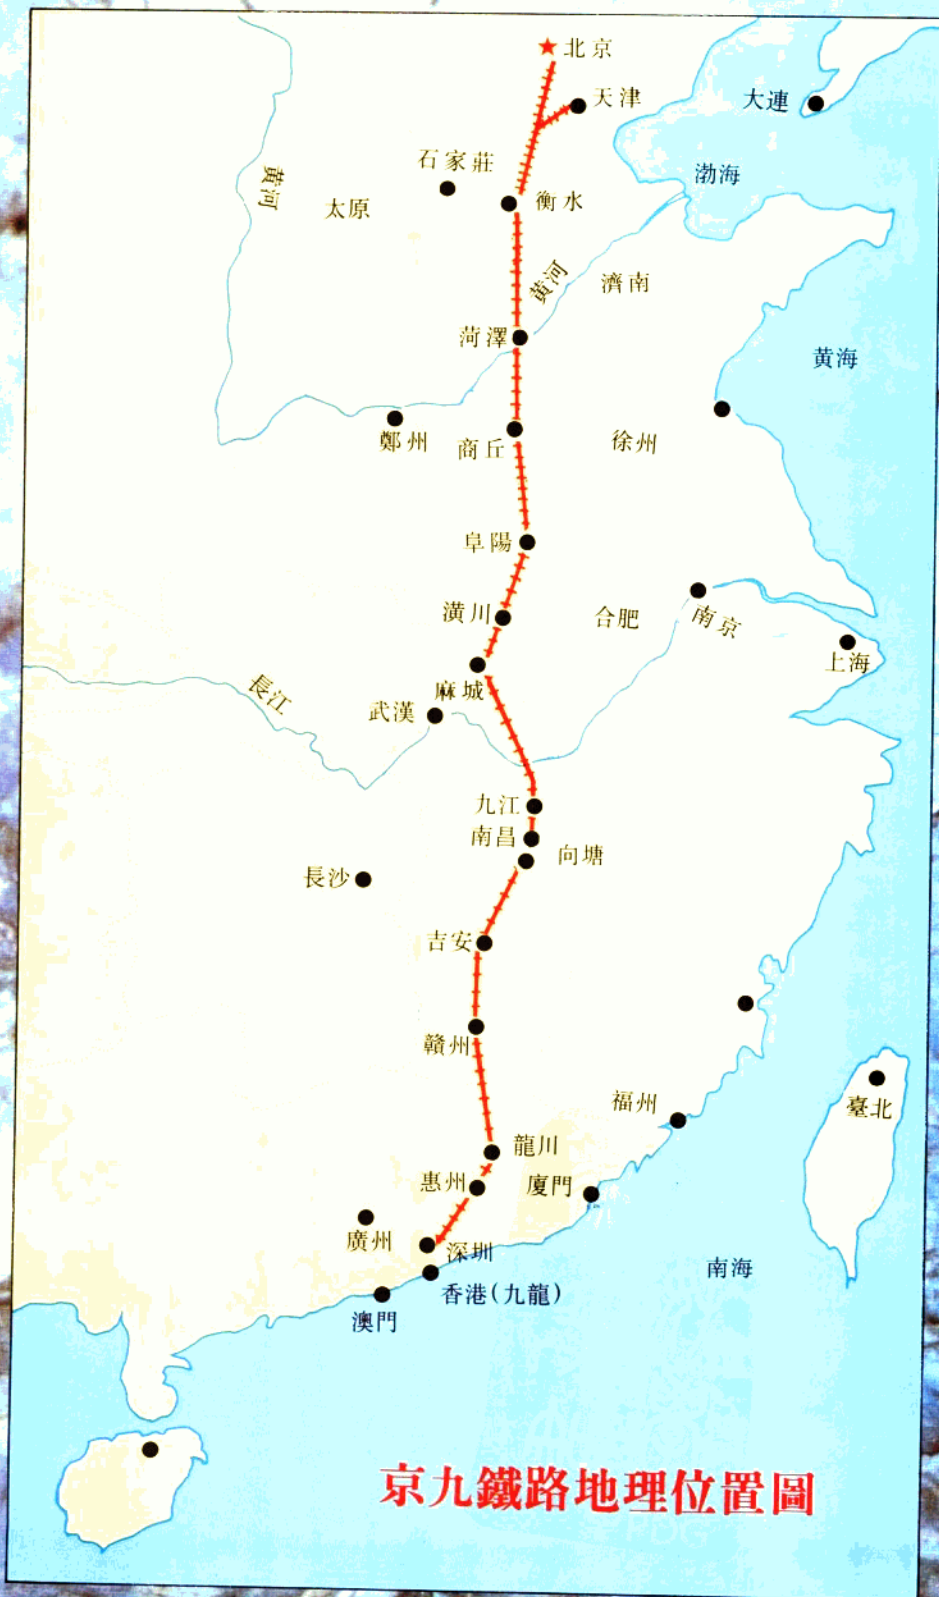 北京
天津
大連
石家莊
渤海
黃河
太原
衡水
黃河
濟南
菏澤
黃海
鄭州
商丘
徐州
阜陽
潢川
合肥
南京
上海
麻城
長江
武漢
九江
南昌
向塘
長沙
吉安
贛州
福州
臺北
龍川
惠州
廈門
廣州
深圳
南海
香港(九龍)
澳門
京九鐵路地理位置圖